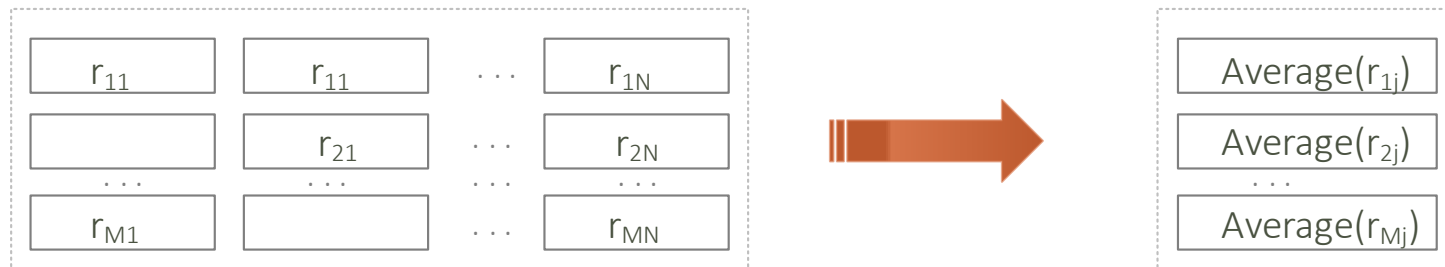 r11 r11 ... r1N Average(r1j)
r21 ... r2N Average(r2j)
... ... ... ... ...
rM1 ... rMN Average(rMj)